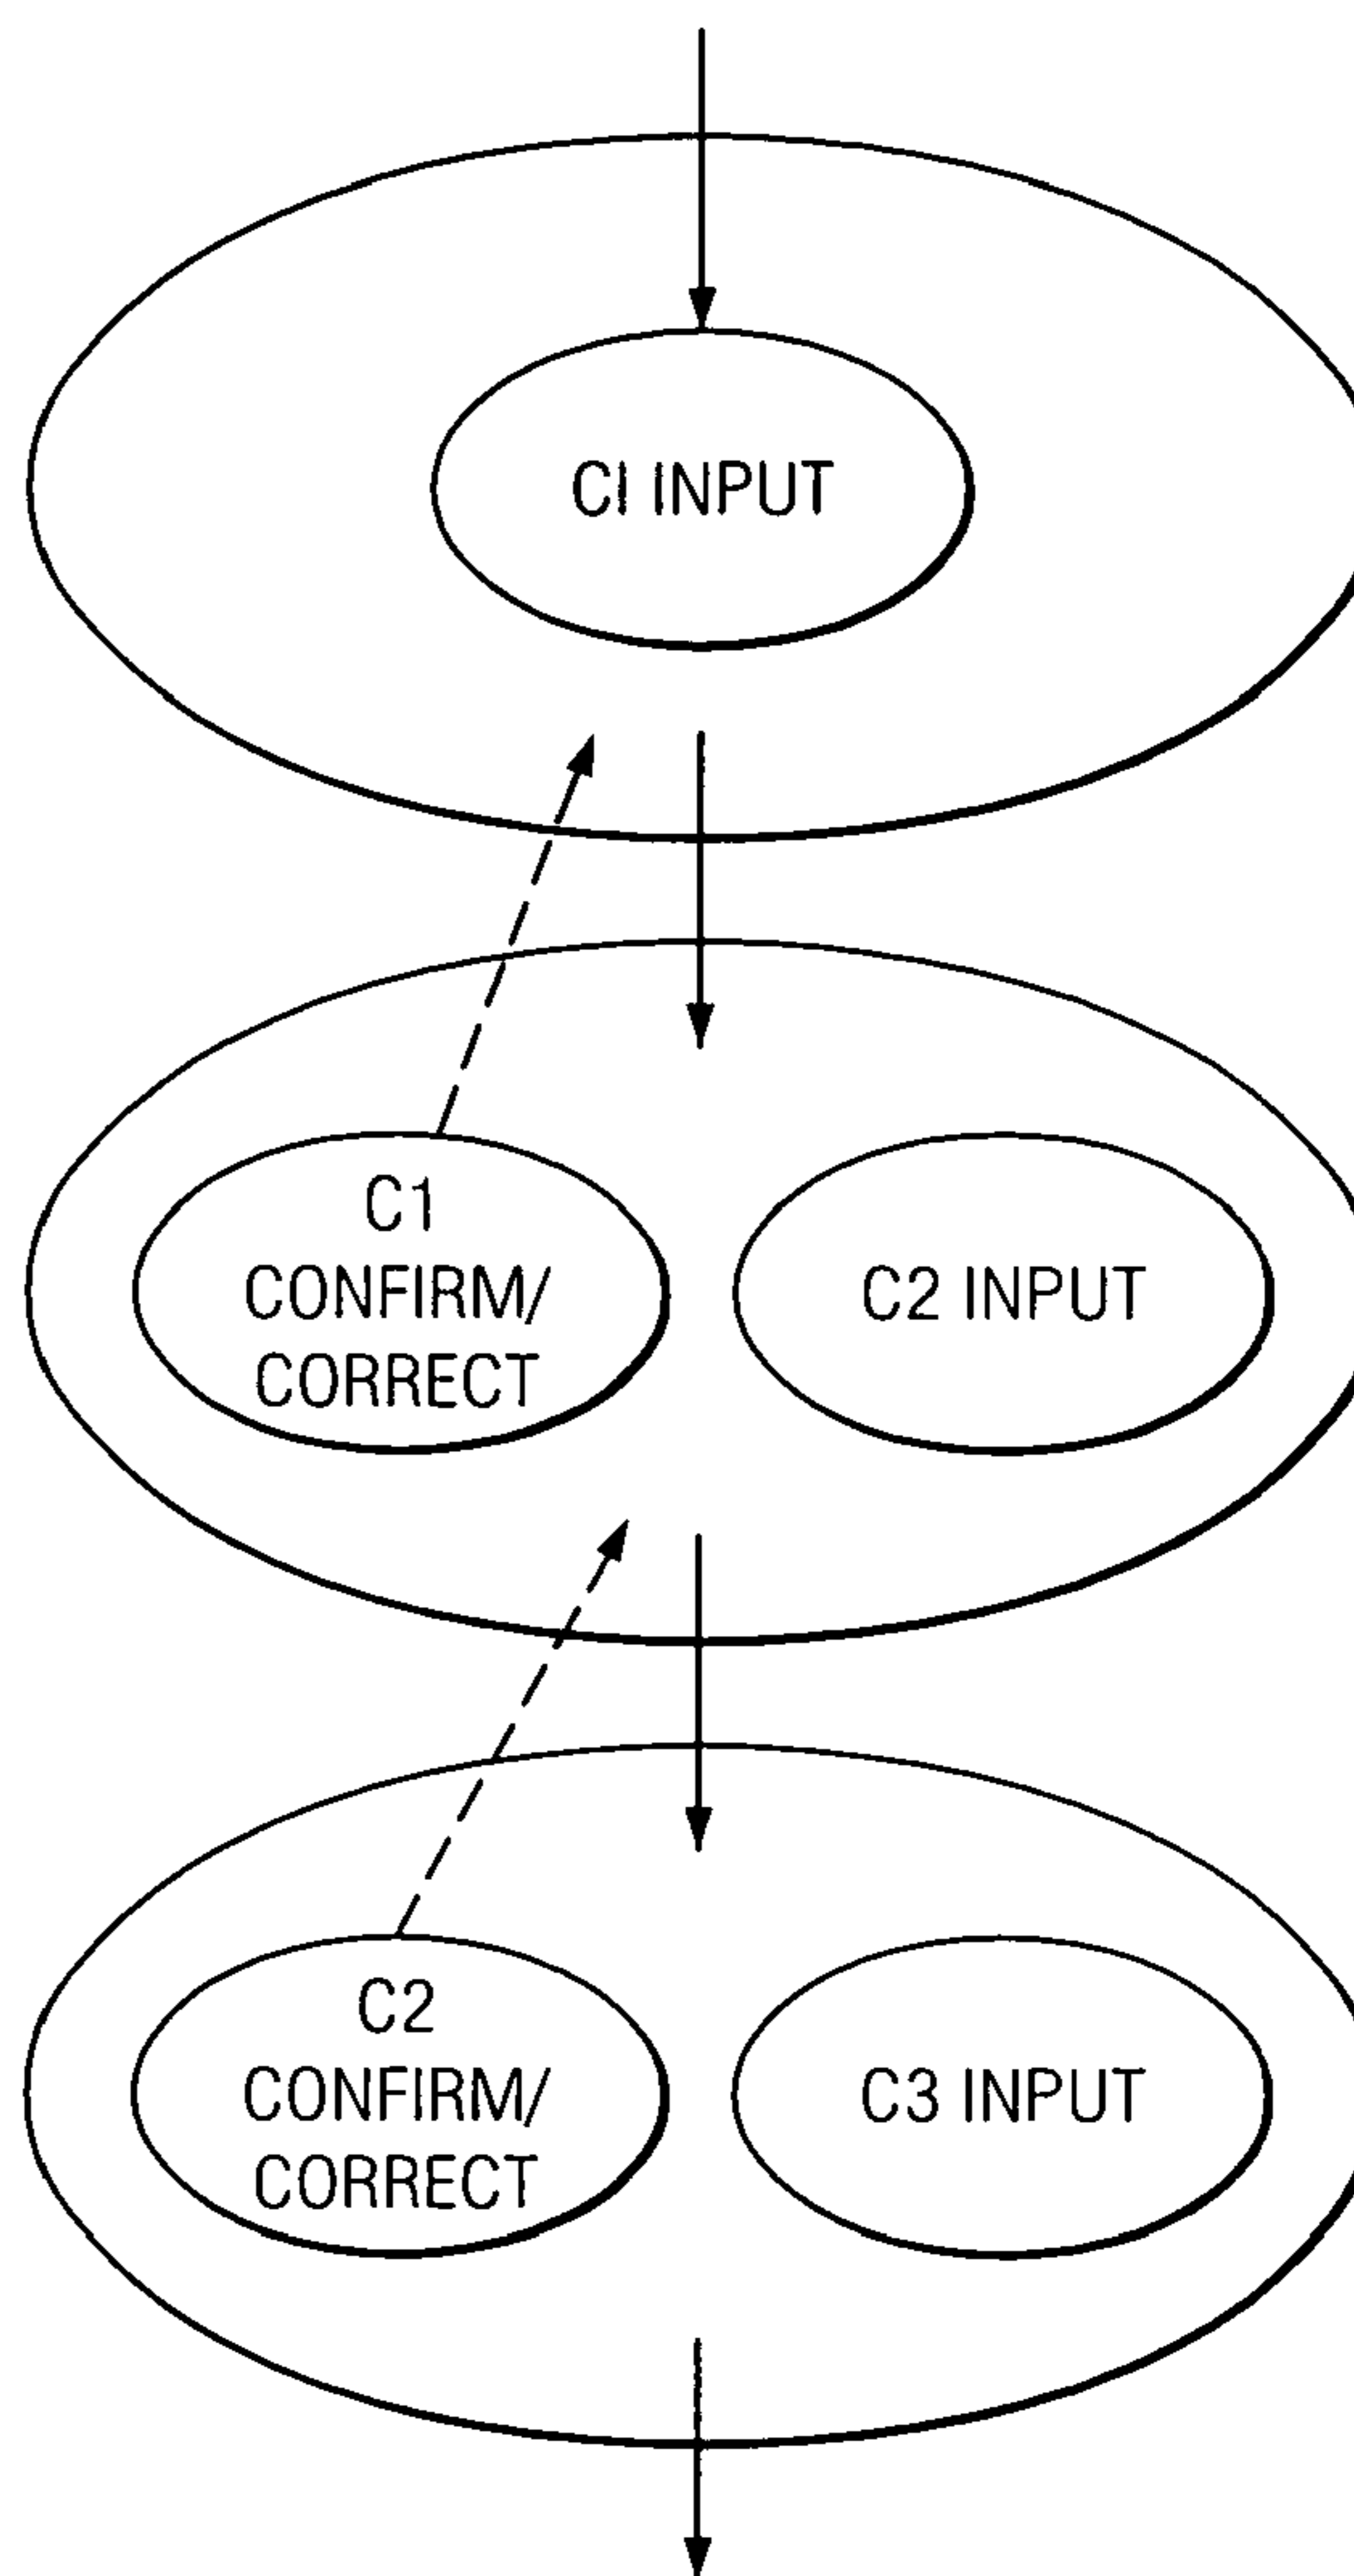 CI INPUT
C1
CONFIRM/
CORRECT
C2 INPUT
C2
CONFIRM/
CORRECT
C3 INPUT